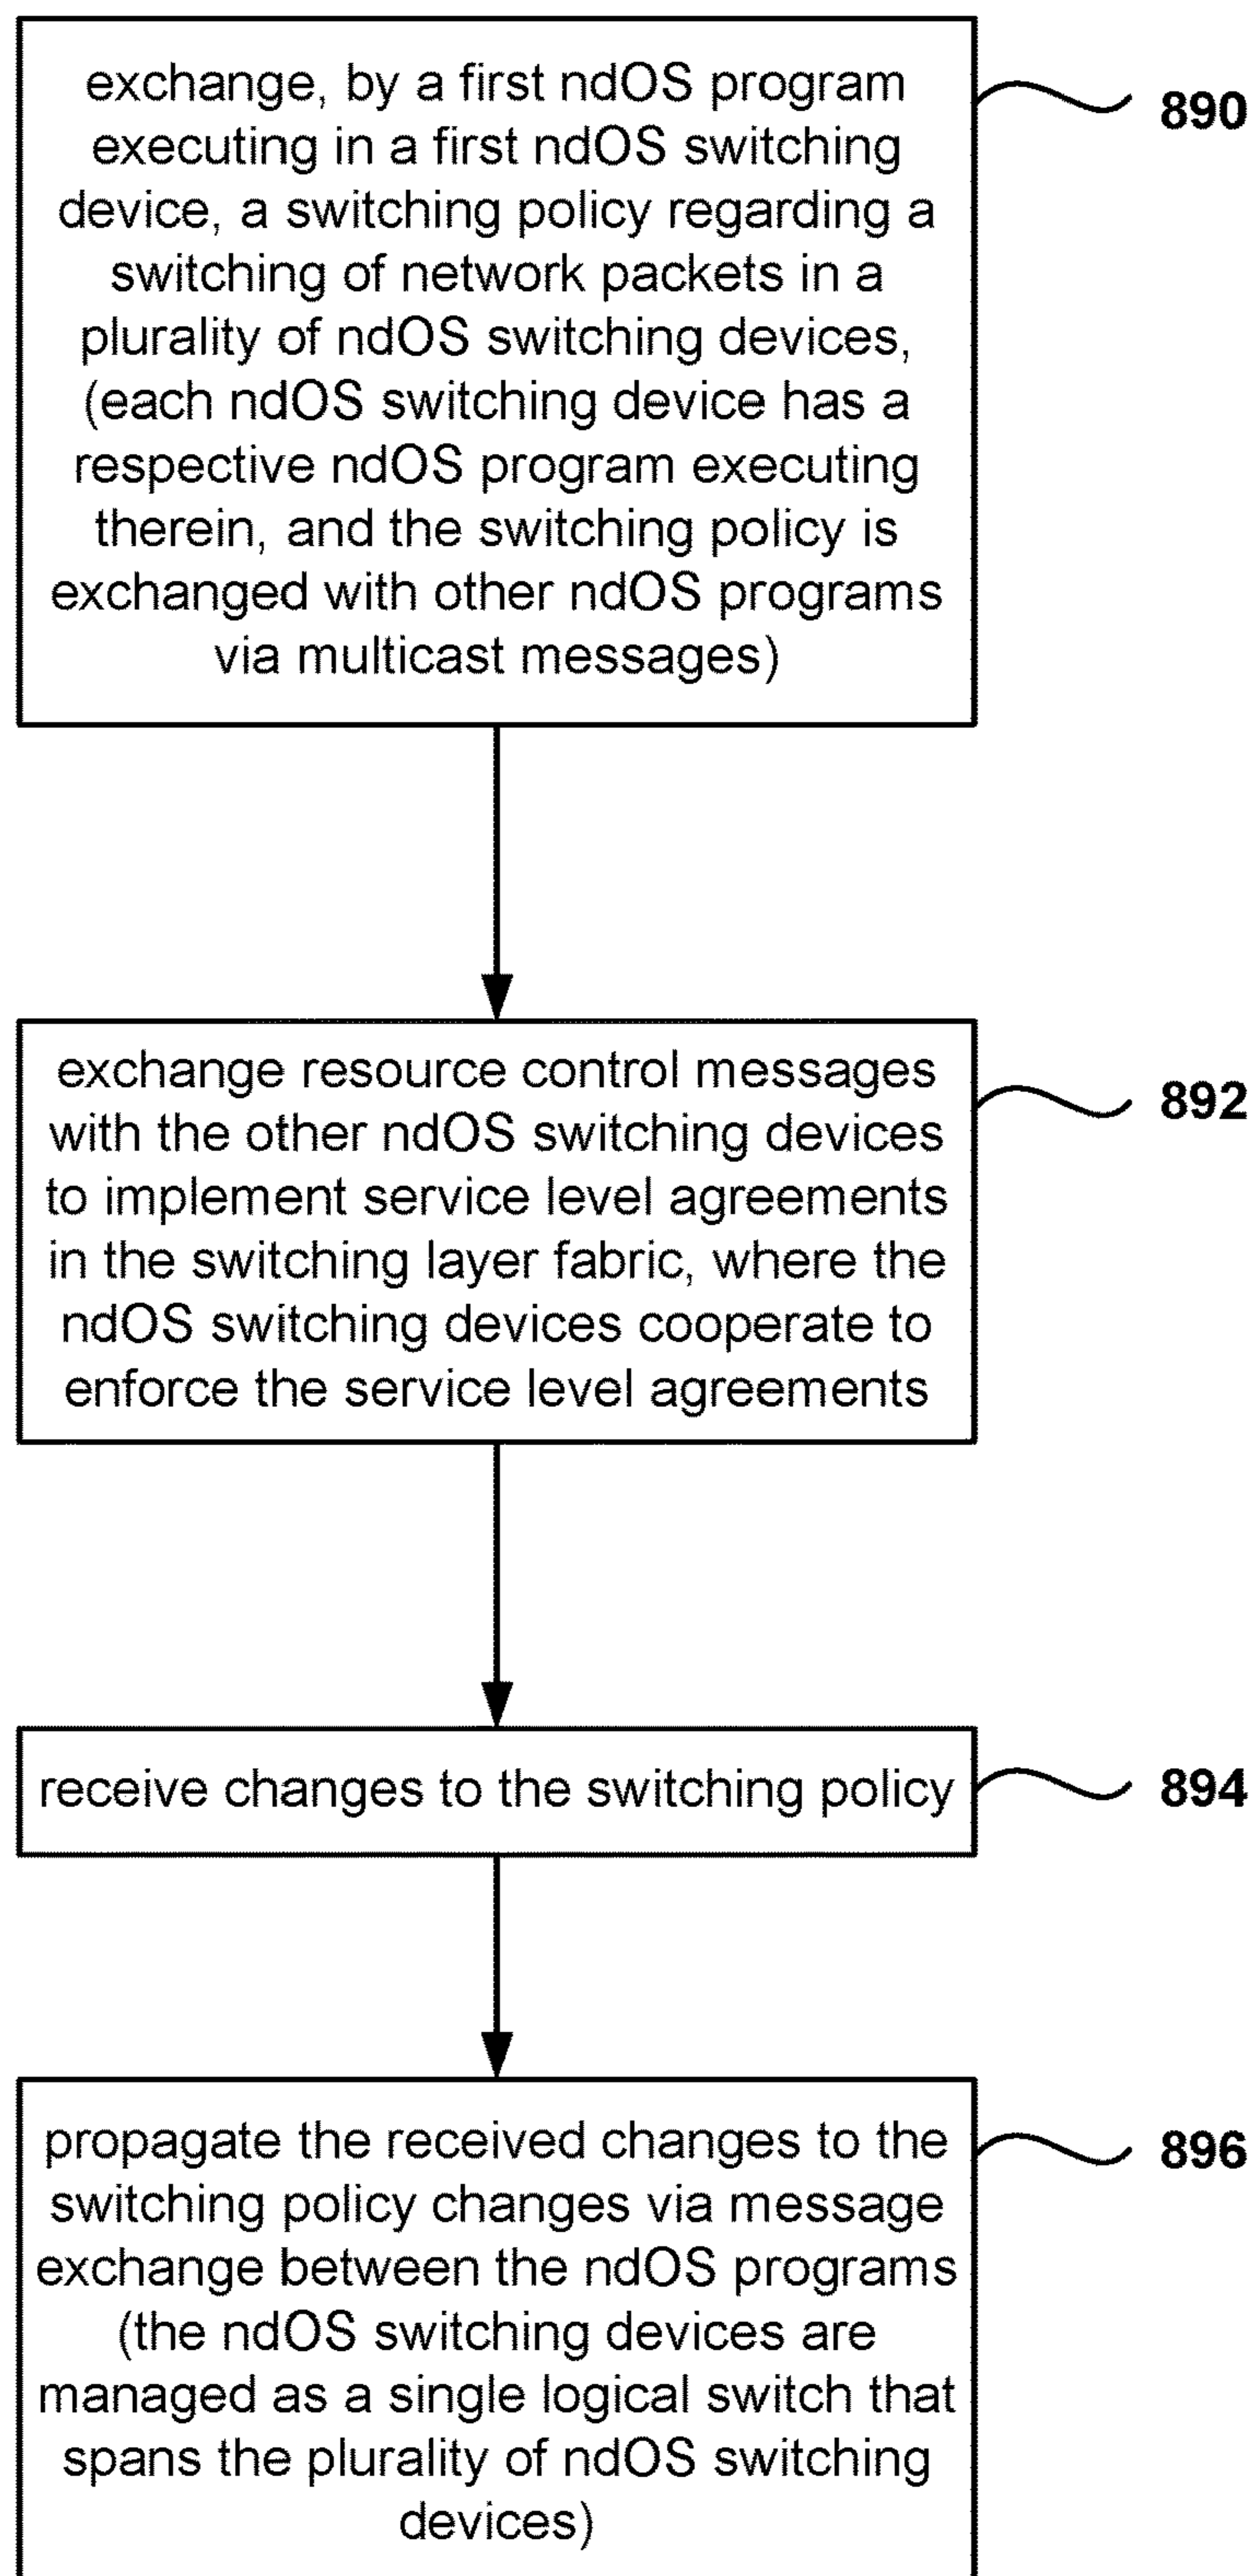 exchange, by a first ndOS program
executing in a first ndOS switching
device, a switching policy regarding a
switching of network packets in a
plurality of ndOS switching devices,
(each ndOS switching device has a
respective ndOS program executing
therein, and the switching policy is
exchanged with other ndOS programs
via multicast messages)
890
exchange resource control messages
with the other ndOS switching devices
to implement service level agreements
in the switching layer fabric, where the
ndOS switching devices cooperate to
enforce the service level agreements
892
receive changes to the switching policy
894
propagate the received changes to the
switching policy changes via message
exchange between the ndOS programs
(the ndOS switching devices are
managed as a single logical switch that
spans the plurality of ndOS switching
devices)
896